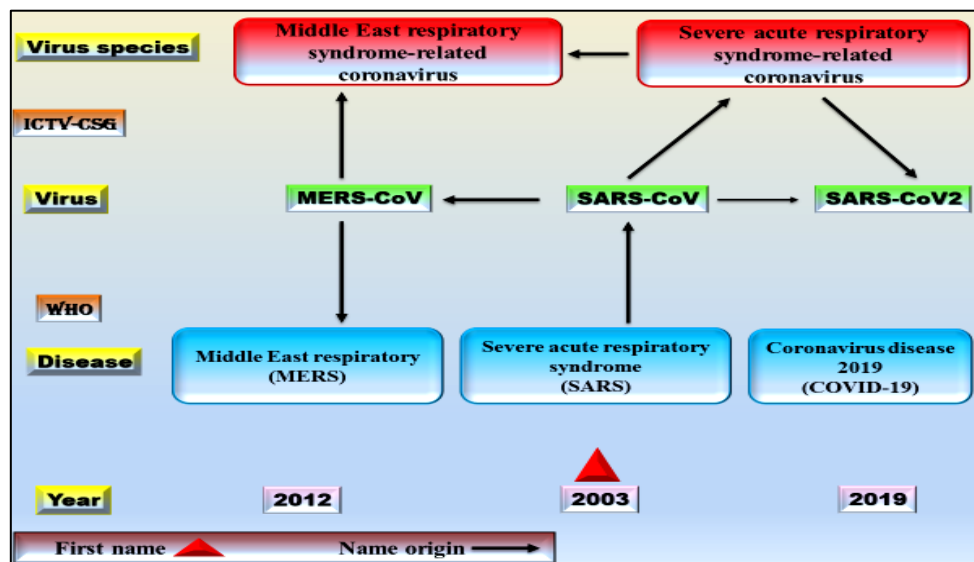 Virus species
Middle East respiratory
syndrome-related
coronavirus
Severe acute respiratory
syndrome-related
coronavirus
ICTV-CSG
Virus
MERS-CoV
SARS-CoV
SARS-CoV2
WHO
Disease
Middle East respiratory
(MERS)
Severe acute respiratory
syndrome
(SARS)
Coronavirus disease
2019
(COVID-19)
Year
2012
2003
2019
First name
Name origin